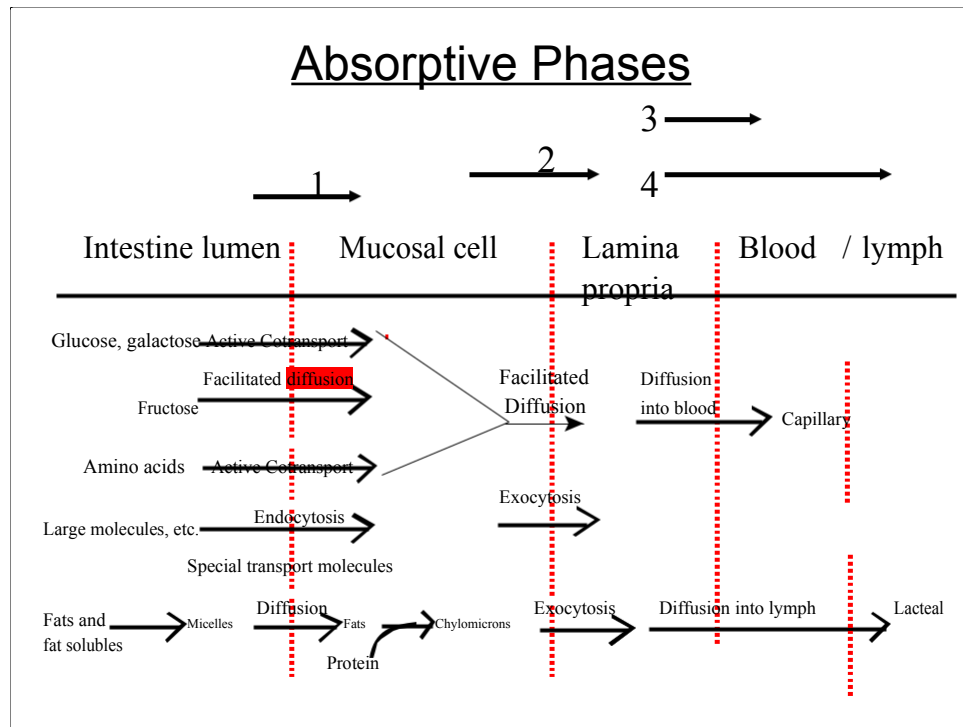 Absorptive Phases
3
1
2
4
Intestine lumen
Mucosal cell
Lamina
propria
Blood / lymph
Glucose, galactose
Active Cotransport
Facilitated diffusion
Fructose
Facilitated
Diffusion
Diffusion
into blood
Capillary
Amino acids
Active Cotransport
Large molecules, etc.
Endocytosis
Exocytosis
Special transport molecules
Fats and
fat solubles
Micelles
Diffusion
Fats
Protein
Chylomicrons
Exocytosis
Diffusion into lymph
Lacteal